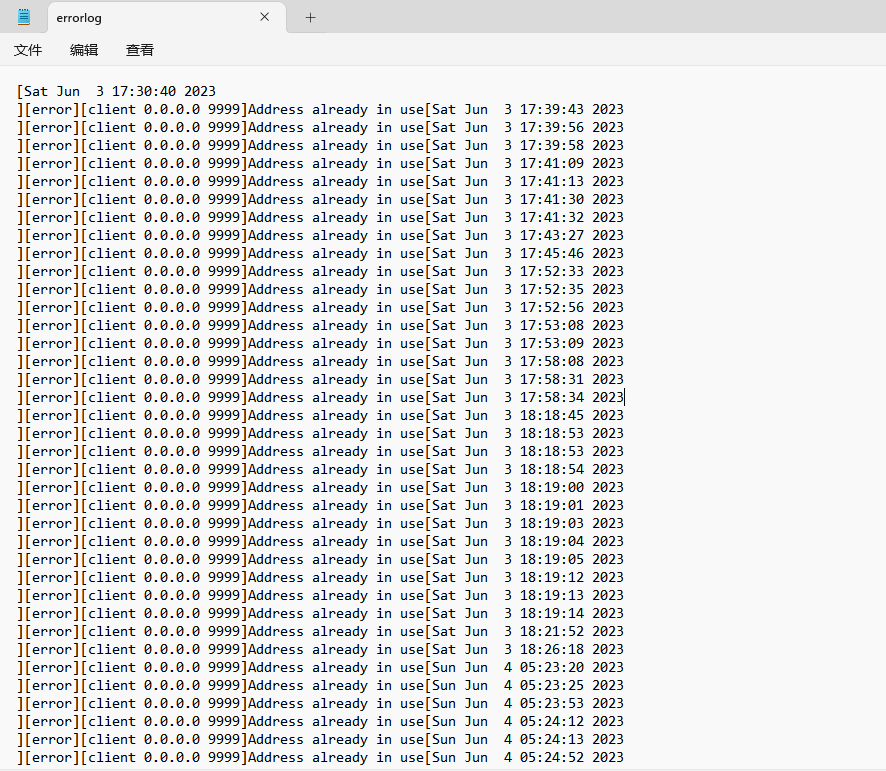 errorlog
文件 编辑 查看
[Sat Jun  3 17:30:40 2023
][error][client 0.0.0.0 9999]Address already in use[Sat Jun  3 17:39:43 2023
][error][client 0.0.0.0 9999]Address already in use[Sat Jun  3 17:39:56 2023
][error][client 0.0.0.0 9999]Address already in use[Sat Jun  3 17:39:58 2023
][error][client 0.0.0.0 9999]Address already in use[Sat Jun  3 17:41:09 2023
][error][client 0.0.0.0 9999]Address already in use[Sat Jun  3 17:41:13 2023
][error][client 0.0.0.0 9999]Address already in use[Sat Jun  3 17:41:30 2023
][error][client 0.0.0.0 9999]Address already in use[Sat Jun  3 17:41:32 2023
][error][client 0.0.0.0 9999]Address already in use[Sat Jun  3 17:43:27 2023
][error][client 0.0.0.0 9999]Address already in use[Sat Jun  3 17:45:46 2023
][error][client 0.0.0.0 9999]Address already in use[Sat Jun  3 17:52:33 2023
][error][client 0.0.0.0 9999]Address already in use[Sat Jun  3 17:52:35 2023
][error][client 0.0.0.0 9999]Address already in use[Sat Jun  3 17:52:56 2023
][error][client 0.0.0.0 9999]Address already in use[Sat Jun  3 17:53:08 2023
][error][client 0.0.0.0 9999]Address already in use[Sat Jun  3 17:53:09 2023
][error][client 0.0.0.0 9999]Address already in use[Sat Jun  3 17:58:08 2023
][error][client 0.0.0.0 9999]Address already in use[Sat Jun  3 17:58:31 2023
][error][client 0.0.0.0 9999]Address already in use[Sat Jun  3 17:58:34 2023
][error][client 0.0.0.0 9999]Address already in use[Sat Jun  3 18:18:45 2023
][error][client 0.0.0.0 9999]Address already in use[Sat Jun  3 18:18:53 2023
][error][client 0.0.0.0 9999]Address already in use[Sat Jun  3 18:18:53 2023
][error][client 0.0.0.0 9999]Address already in use[Sat Jun  3 18:18:54 2023
][error][client 0.0.0.0 9999]Address already in use[Sat Jun  3 18:19:00 2023
][error][client 0.0.0.0 9999]Address already in use[Sat Jun  3 18:19:01 2023
][error][client 0.0.0.0 9999]Address already in use[Sat Jun  3 18:19:03 2023
][error][client 0.0.0.0 9999]Address already in use[Sat Jun  3 18:19:04 2023
][error][client 0.0.0.0 9999]Address already in use[Sat Jun  3 18:19:05 2023
][error][client 0.0.0.0 9999]Address already in use[Sat Jun  3 18:19:12 2023
][error][client 0.0.0.0 9999]Address already in use[Sat Jun  3 18:19:13 2023
][error][client 0.0.0.0 9999]Address already in use[Sat Jun  3 18:19:14 2023
][error][client 0.0.0.0 9999]Address already in use[Sat Jun  3 18:21:52 2023
][error][client 0.0.0.0 9999]Address already in use[Sat Jun  3 18:26:18 2023
][error][client 0.0.0.0 9999]Address already in use[Sun Jun  4 05:23:20 2023
][error][client 0.0.0.0 9999]Address already in use[Sun Jun  4 05:23:25 2023
][error][client 0.0.0.0 9999]Address already in use[Sun Jun  4 05:23:53 2023
][error][client 0.0.0.0 9999]Address already in use[Sun Jun  4 05:24:12 2023
][error][client 0.0.0.0 9999]Address already in use[Sun Jun  4 05:24:13 2023
][error][client 0.0.0.0 9999]Address already in use[Sun Jun  4 05:24:52 2023